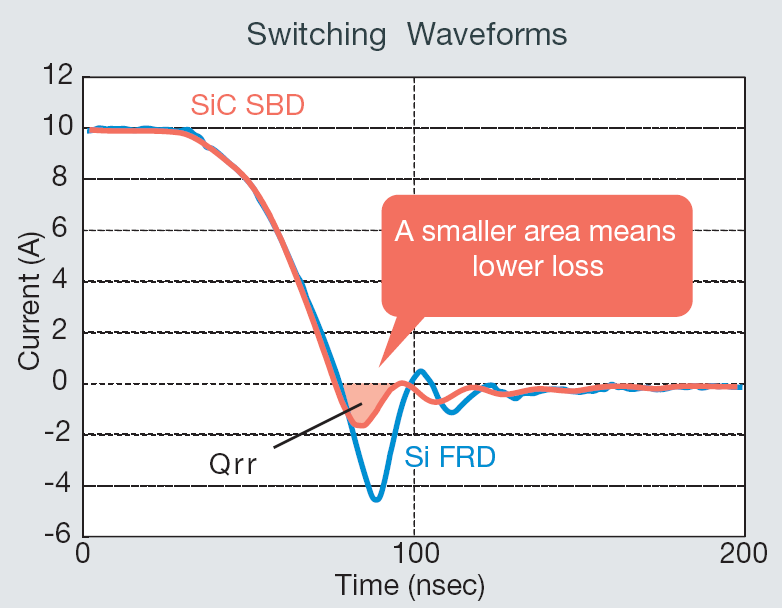 Switching Waveforms
12
SiC SBD
10
8
6
A smaller area means
lower loss
4
2
0
-2
Qrr
Si FRD
-4
-6
0
100
200
Current (A)
Time (nsec)